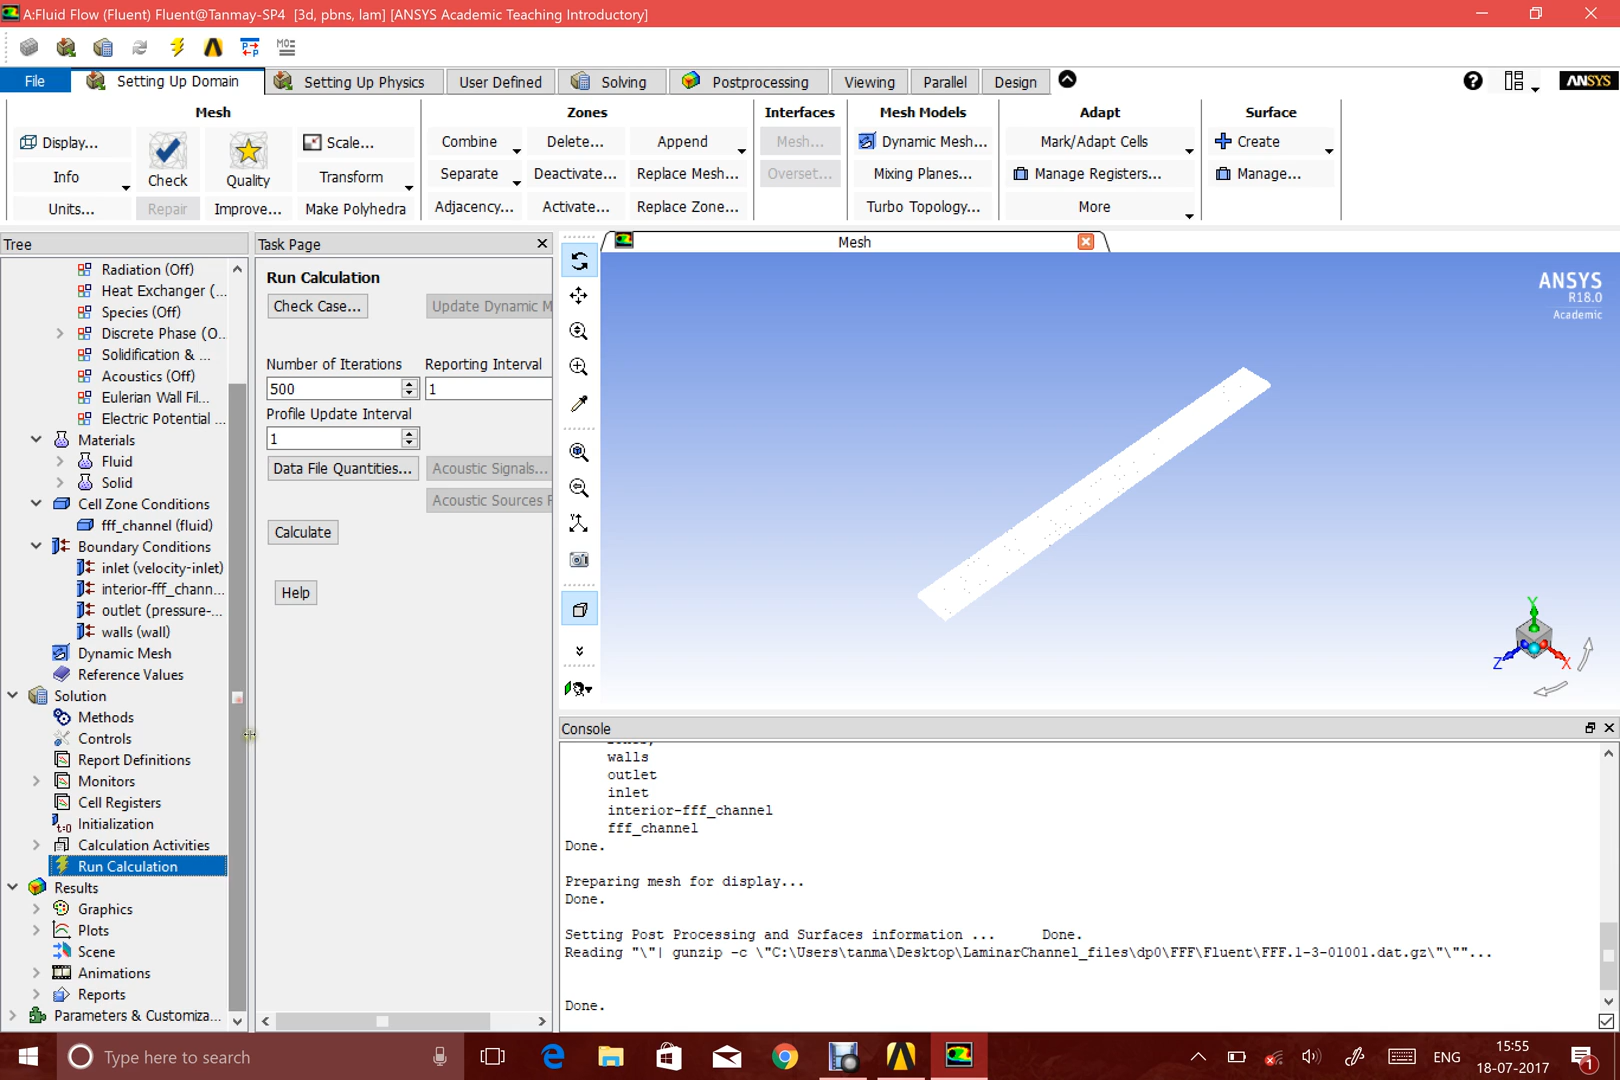 A:Fluid Flow (Fluent) Fluent@Tanmay-SP4 [3d, pbns, lam] [ANSYS Academic Teaching Introductory]
File
Setting Up Domain
Setting Up Physics
User Defined
Solving
Postprocessing
Viewing
Parallel
Design
ANSYS
Mesh
Zones
Interfaces
Mesh Models
Adapt
Surface
Display...
Check
Quality
Scale...
Info
Transform
Units...
Repair
Improve...
Make Polyhedra
Combine
Delete...
Append
Separate
Deactivate...
Replace Mesh...
Adjacency...
Activate...
Replace Zone...
Mesh...
Overset...
Dynamic Mesh...
Mixing Planes...
Turbo Topology...
Mark/Adapt Cells
Manage Registers...
More
Create
Manage...
Tree
Radiation (Off)
Heat Exchanger (...
Species (Off)
Discrete Phase (O...
Solidification & ...
Acoustics (Off)
Eulerian Wall Fil...
Electric Potential ...
Materials
Fluid
Solid
Cell Zone Conditions
fff_channel (fluid)
Boundary Conditions
inlet (velocity-inlet)
interior-fff_chann...
outlet (pressure-...
walls (wall)
Dynamic Mesh
Reference Values
Solution
Methods
Controls
Report Definitions
Monitors
Cell Registers
t=0 Initialization
Calculation Activities
Run Calculation
Results
Graphics
Plots
Scene
Animations
Reports
Parameters & Customiza...
Task Page
Run Calculation
Check Case...
Update Dynamic M
Number of Iterations
Reporting Interval
500
1
Profile Update Interval
1
Data File Quantities...
Acoustic Signals...
Acoustic Sources F
Calculate
Help
Mesh
ANSYS
R18.0
Academic
Y
Z
X
Console
walls
outlet
inlet
interior-fff_channel
fff_channel
Done.
Preparing mesh for display...
Done.
Setting Post Processing and Surfaces information ... Done.
Reading "\"| gunzip -c \"C:\Users\tanma\Desktop\LaminarChannel_files\dp0\FFF\Fluent\FFF.1-3-01001.dat.gz\"\""...
Done.
Type here to search
ENG
15:55
18-07-2017
1